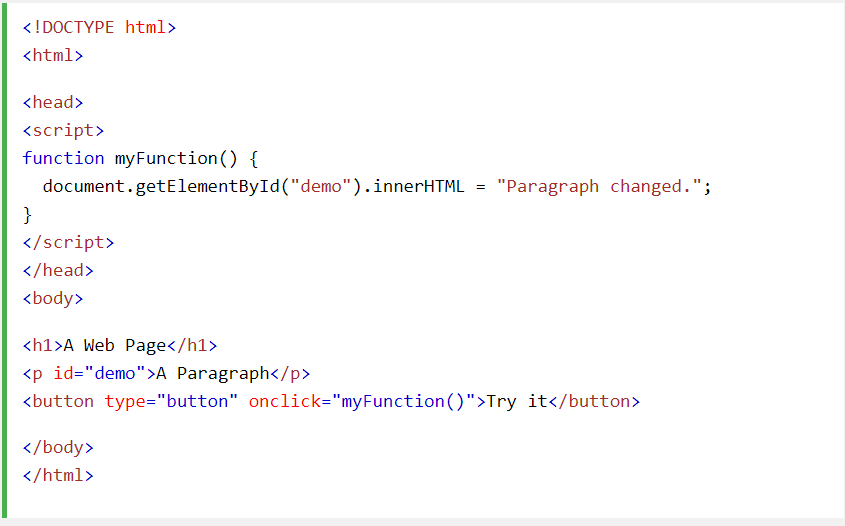 <!DOCTYPE html>
<html>
<head>
<script>
function myFunction() {
  document.getElementById("demo").innerHTML = "Paragraph changed.";
}
</script>
</head>
<body>
<h1>A Web Page</h1>
<p id="demo">A Paragraph</p>
<button type="button" onclick="myFunction()">Try it</button>
</body>
</html>